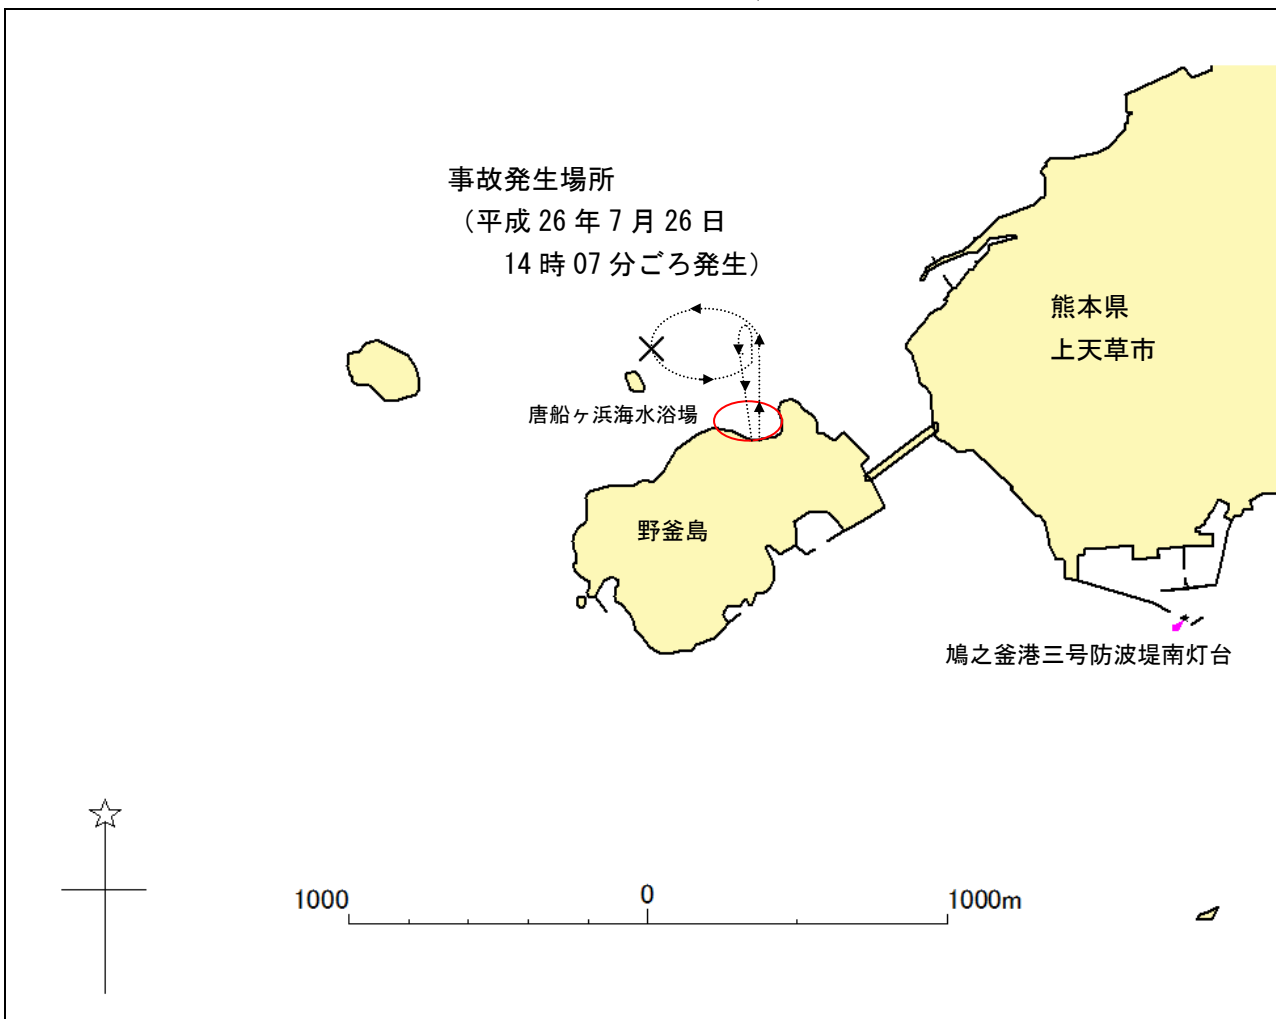 事故発生場所
（平成 26 年 7 月 26 日
14 時 07 分ごろ発生）
熊本県
上天草市
唐船ヶ浜海水浴場
野釜島
鳩之釜港三号防波堤南灯台
1000 0 1000m